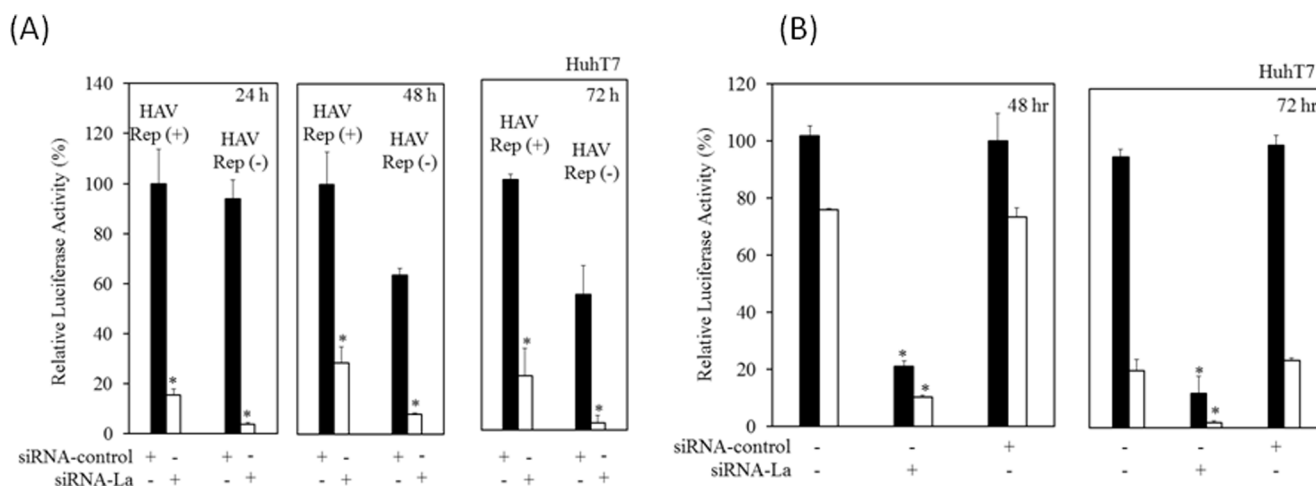 (A)
HuhT7
24 h
48 h
72 h
HAV
Rep (+)
HAV
Rep (-)
HAV
Rep (+)
HAV
Rep (-)
HAV
Rep (+)
HAV
Rep (-)
Relative Luciferase Activity (%)
140
120
100
80
60
40
20
0
* * * * * *
siRNA-control + - + - + - + - + - + -
siRNA-La - + - + - + - + - + - +
(B)
HuhT7
48 hr
72 hr
Relative Luciferase Activity (%)
120
100
80
60
40
20
0
* * * *
siRNA-control - - + - - +
siRNA-La - + - - + -